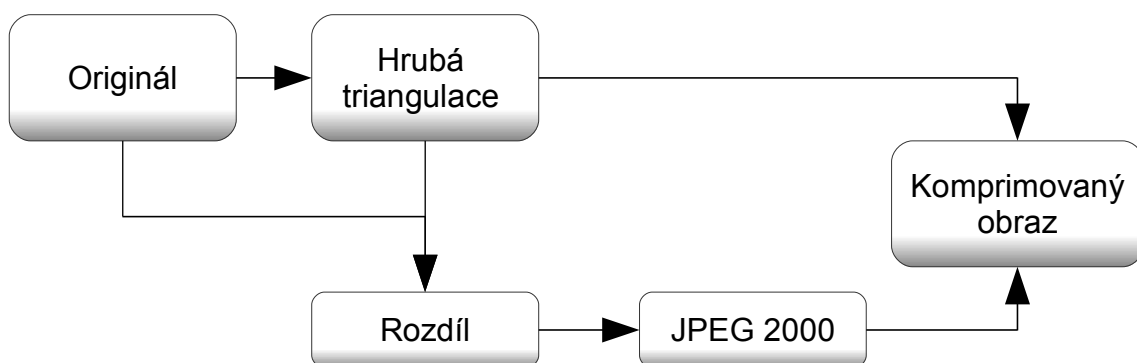 Originál
Hrubá
triangulace
Komprimovaný
obraz
Rozdíl
JPEG 2000